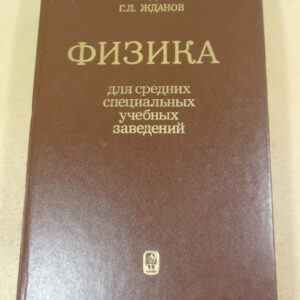 Г.Л. ЖДАНОВ
ФИЗИКА
для средних
специальных
учебных
заведений